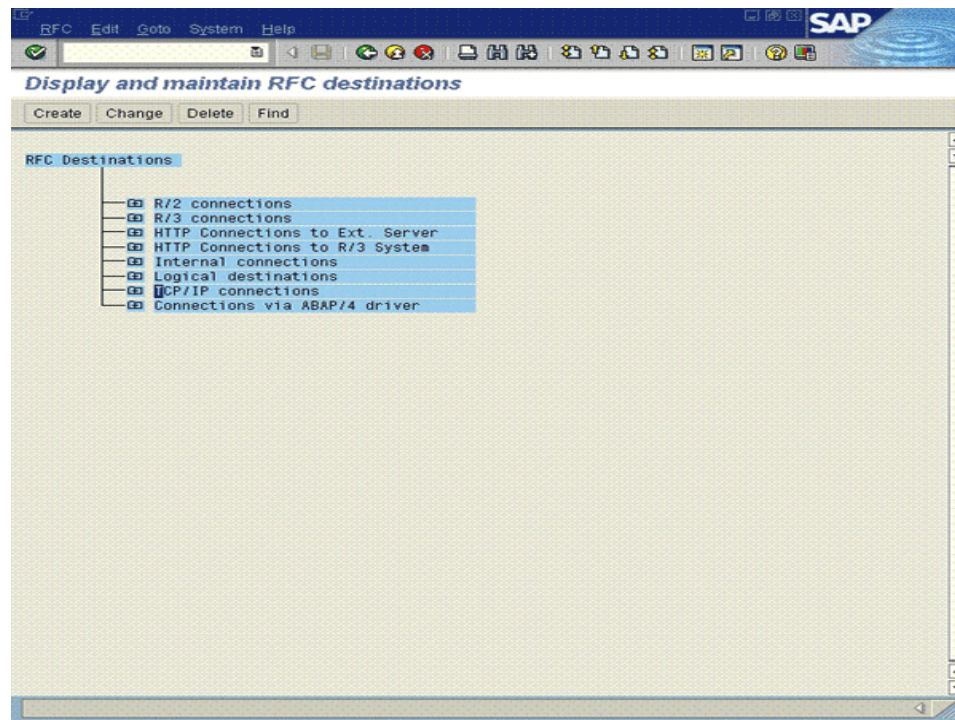 RFC Edit Goto System Help
SAP
Display and maintain RFC destinations
Create Change Delete Find
RFC Destinations
R/2 connections
R/3 connections
HTTP Connections to Ext. Server
HTTP Connections to R/3 System
Internal connections
Logical destinations
TCP/IP connections
Connections via ABAP/4 driver